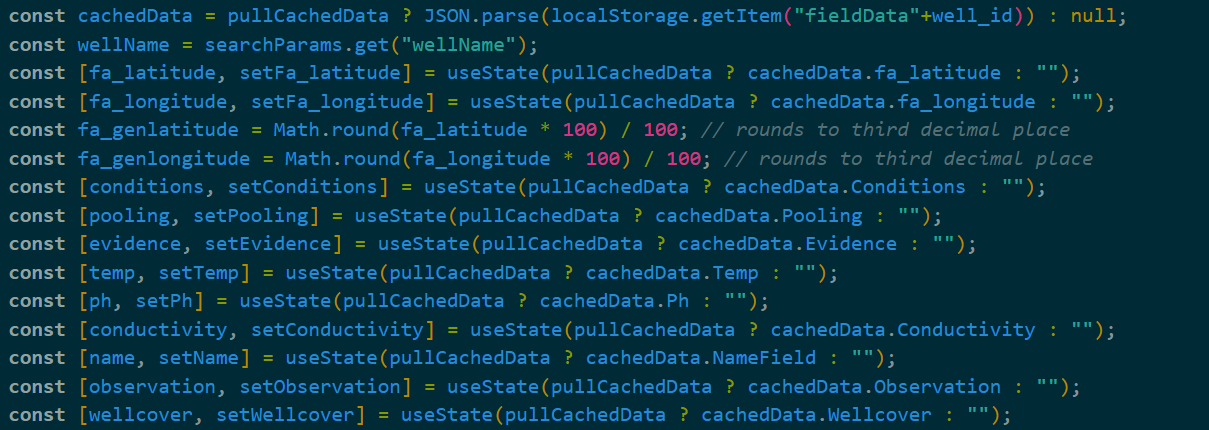 const cachedData = pullCachedData ? JSON.parse(localStorage.getItem("fieldData"+well_id)) : null;
const wellName = searchParams.get("wellName");
const [fa_latitude, setFa_latitude] = useState(pullCachedData ? cachedData.fa_latitude : "");
const [fa_longitude, setFa_longitude] = useState(pullCachedData ? cachedData.fa_longitude : "");
const fa_genlatitude = Math.round(fa_latitude * 100) / 100; // rounds to third decimal place
const fa_genlongitude = Math.round(fa_longitude * 100) / 100; // rounds to third decimal place
const [conditions, setConditions] = useState(pullCachedData ? cachedData.Conditions : "");
const [pooling, setPooling] = useState(pullCachedData ? cachedData.Pooling : "");
const [evidence, setEvidence] = useState(pullCachedData ? cachedData.Evidence : "");
const [temp, setTemp] = useState(pullCachedData ? cachedData.Temp : "");
const [ph, setPh] = useState(pullCachedData ? cachedData.Ph : "");
const [conductivity, setConductivity] = useState(pullCachedData ? cachedData.Conductivity : "");
const [name, setName] = useState(pullCachedData ? cachedData.NameField : "");
const [observation, setObservation] = useState(pullCachedData ? cachedData.Observation : "");
const [wellcover, setWellcover] = useState(pullCachedData ? cachedData.Wellcover : "");